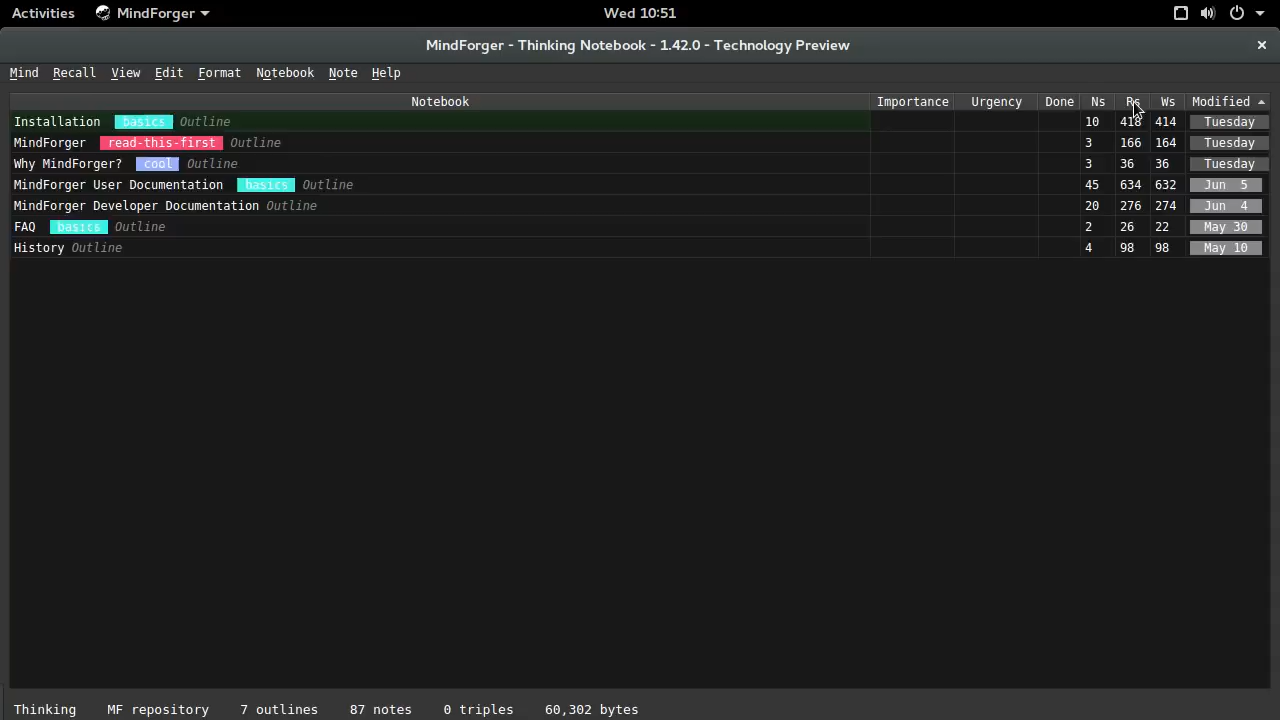 Activities MindForger Wed 10:51
MindForger - Thinking Notebook - 1.42.0 - Technology Preview
Mind Recall View Edit Format Notebook Note Help
Notebook Importance Urgency Done Ns Rs Ws Modified
Installation basics Outline 10 418 414 Tuesday
MindForger read-this-first Outline 3 166 164 Tuesday
Why MindForger? cool Outline 3 36 36 Tuesday
MindForger User Documentation basics Outline 45 634 632 Jun 5
MindForger Developer Documentation Outline 20 276 274 Jun 4
FAQ basics Outline 2 26 22 May 30
History Outline 4 98 98 May 10
Thinking MF repository 7 outlines 87 notes 0 triples 60,302 bytes